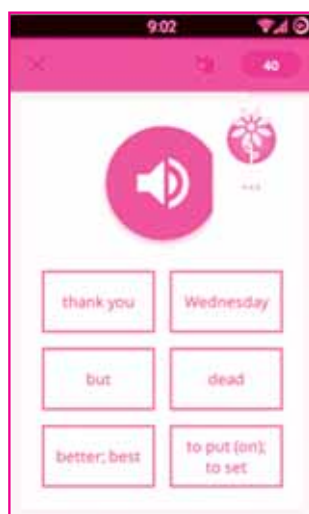 9:02
40
thank you
Wednesday
but
dead
better; best
to put (on);
to set